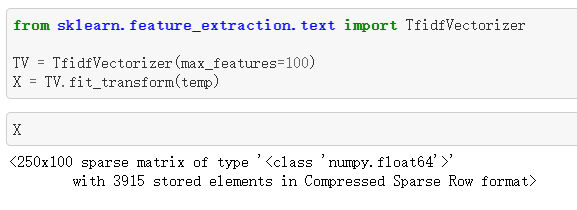 from sklearn.feature_extraction.text import TfidfVectorizer
TV = TfidfVectorizer(max_features=100)
X = TV.fit_transform(temp)
X
<250x100 sparse matrix of type '<class 'numpy.float64'>'
with 3915 stored elements in Compressed Sparse Row format>